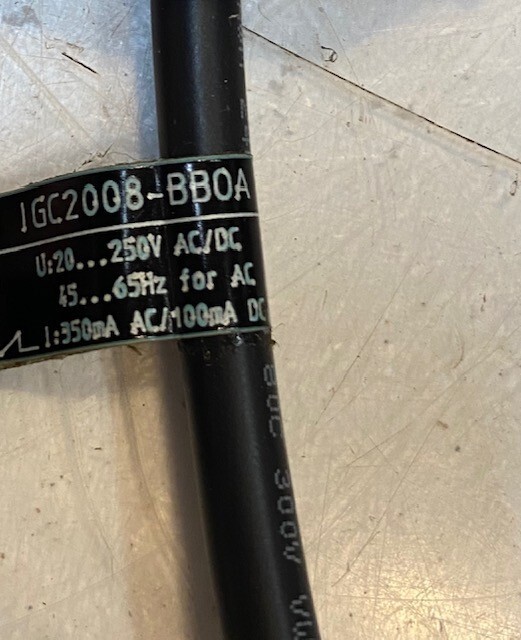 IGC2008-BBOA
U:20...250V AC/DC
45...65Hz for AC
I:350mA AC/100mA DC
80C 300V